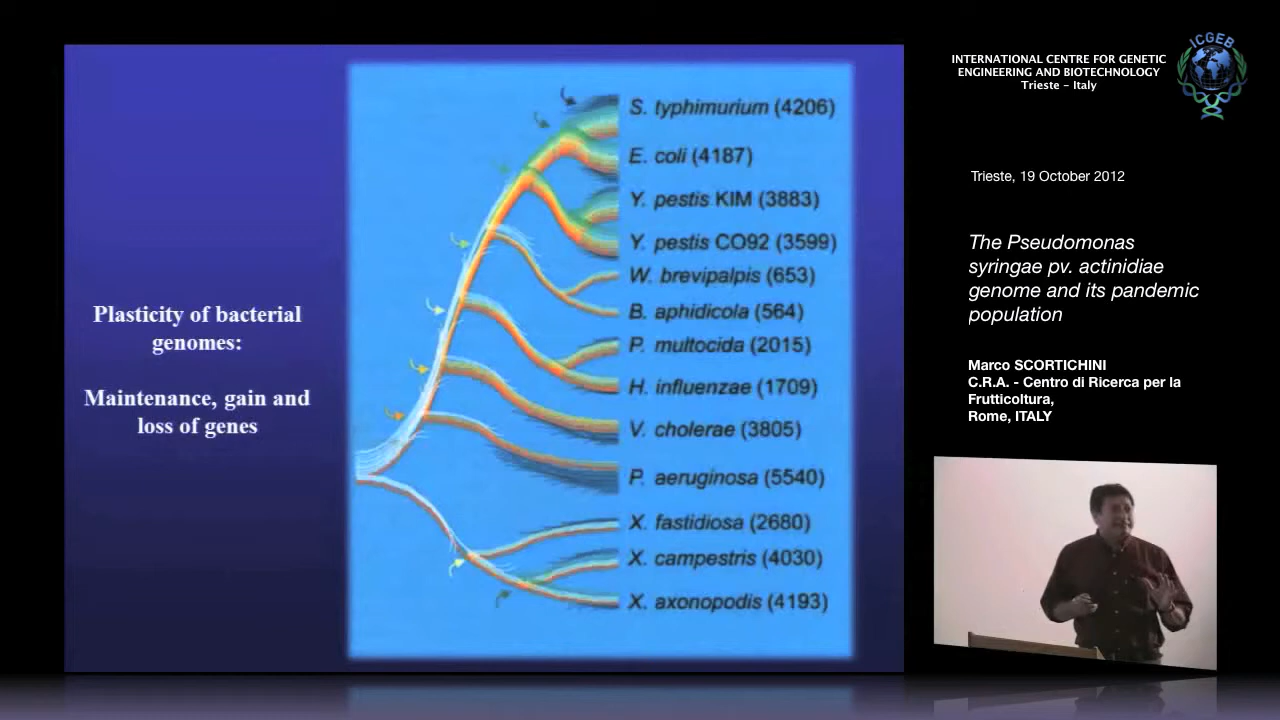 Plasticity of bacterial
genomes:
Maintenance, gain and
loss of genes
S. typhimurium (4206)
E. coli (4187)
Y. pestis KIM (3883)
Y. pestis CO92 (3599)
W. brevipalpis (653)
B. aphidicola (564)
P. multocida (2015)
H. influenzae (1709)
V. cholerae (3805)
P. aeruginosa (5540)
X. fastidiosa (2680)
X. campestris (4030)
X. axonopodis (4193)
INTERNATIONAL CENTRE FOR GENETIC
ENGINEERING AND BIOTECHNOLOGY
Trieste - Italy
ICGEB
Trieste, 19 October 2012
The Pseudomonas
syringae pv. actinidiae
genome and its pandemic
population
Marco SCORTICHINI
C.R.A. - Centro di Ricerca per la
Frutticoltura,
Rome, ITALY